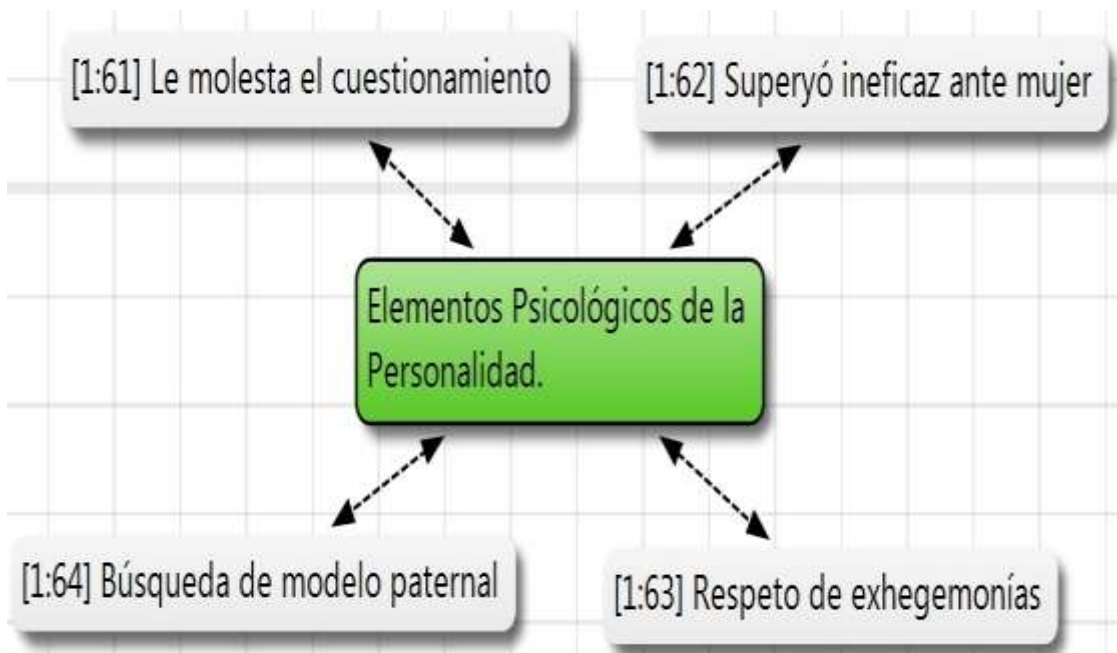 [1:61] Le molesta el cuestionamiento
[1:62] Superyó ineficaz ante mujer
Elementos Psicológicos de la
Personalidad.
[1:64] Búsqueda de modelo paternal
[1:63] Respeto de exhegemonías